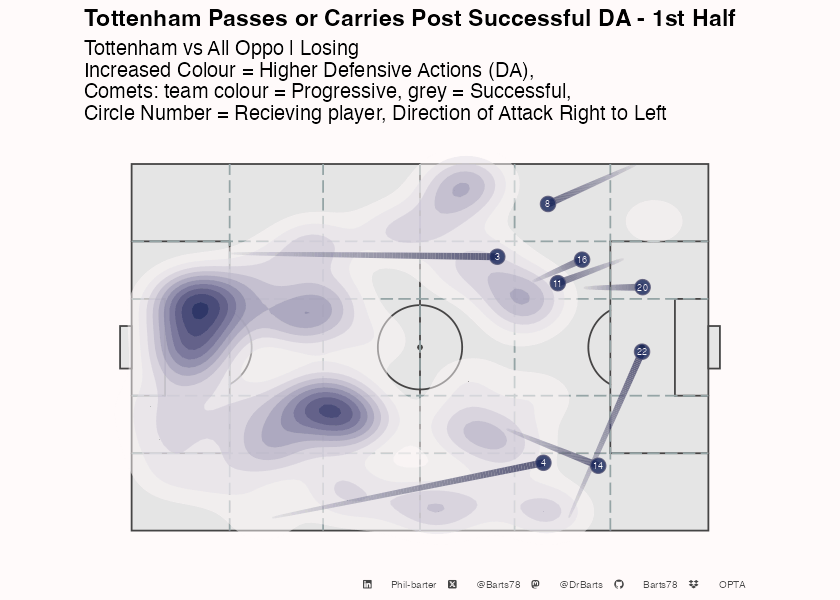 Tottenham Passes or Carries Post Successful DA - 1st Half
Tottenham vs All Oppo | Losing
Increased Colour = Higher Defensive Actions (DA),
Comets: team colour = Progressive, grey = Successful,
Circle Number = Recieving player, Direction of Attack Right to Left
8
3
16
11
20
22
4
14
Phil-barter @Barts78 @DrBarts Barts78 OPTA